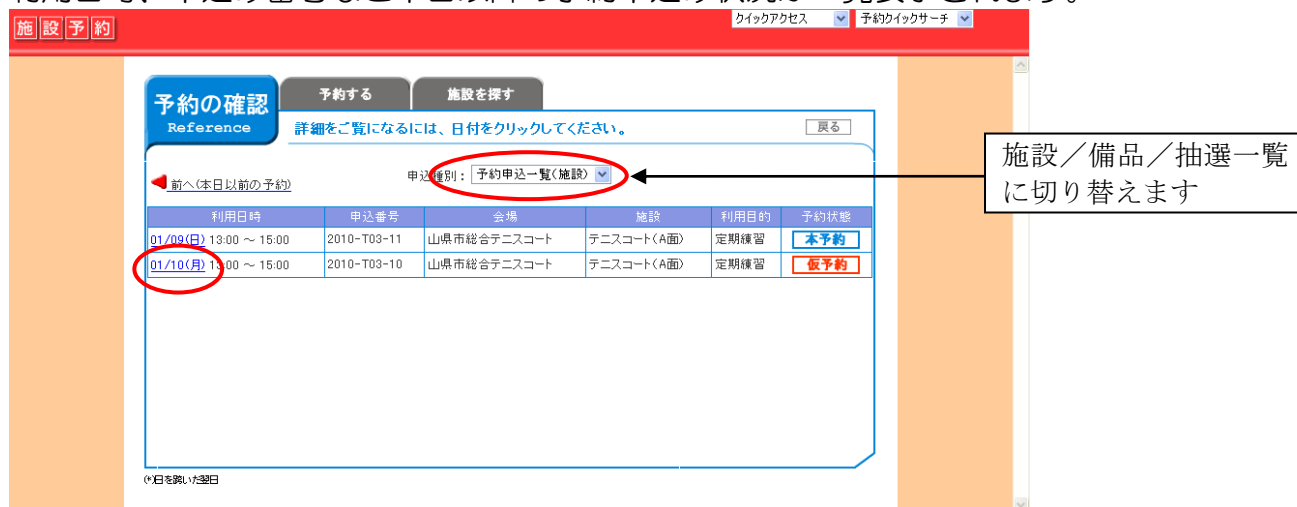 施設予約
クイックアクセス 予約クイックサーチ
予約の確認 予約する 施設を探す
Reference 詳細をご覧になるには、日付をクリックしてください。 戻る
施設／備品／抽選一覧
に切り替えます
前へ(本日以前の予約) 申込種別： 予約申込一覧(施設)
利用日時 申込番号 会場 施設 利用目的 予約状態
01/09(日) 13:00 ～ 15:00 2010-T03-11 山県市総合テニスコート テニスコート(A面) 定期練習 本予約
01/10(月) 13:00 ～ 15:00 2010-T03-10 山県市総合テニスコート テニスコート(A面) 定期練習 仮予約
(*)日を跨いだ翌日